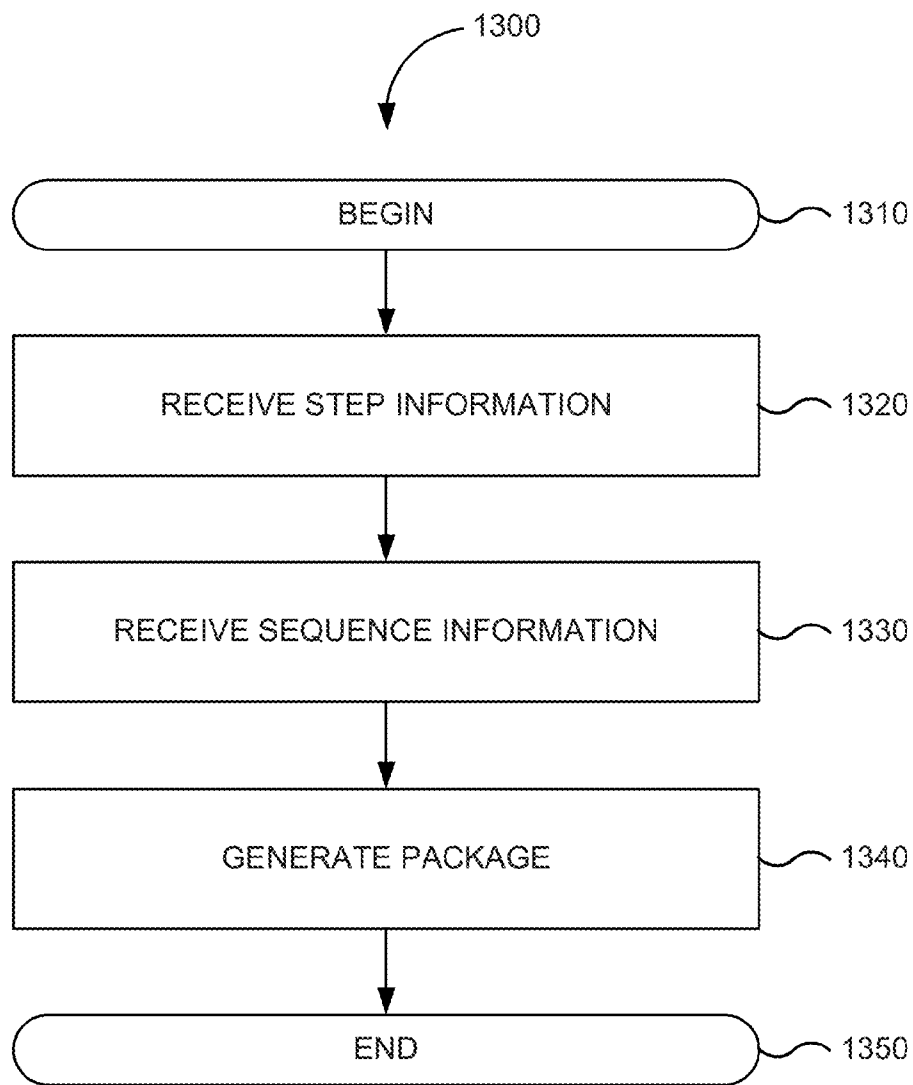 1300
BEGIN
1310
RECEIVE STEP INFORMATION
1320
RECEIVE SEQUENCE INFORMATION
1330
GENERATE PACKAGE
1340
END
1350